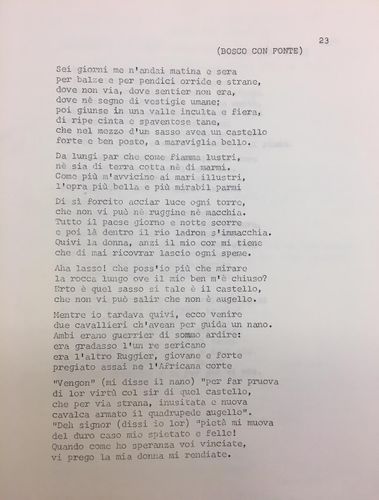 23
(BOSCO CON FONTE)
Sei giorni me n'andai matina e sera
per balze e per pendici orride e strane,
dove non via, dove sentier non era,
dove nè segno di vestigie umane;
poi giunse in una valle inculta e fiera,
di ripe cinta e spaventose tane,
che nel mezzo d'un sasso avea un castello
forte e ben posto, a maraviglia bello.
Da lungi par che come fiamma lustri,
nè sia di terra cotta nè di marmi.
Come più m'avvicino ai mari illustri,
l'opra più bella e più mirabil parmi
Di sì forcito acciar luce ogni torre,
che non vi può nè ruggine nè macchia.
Tutto il paese giorno e notte scorre
e poi là dentro il rio ladron s'immacchia.
Quivi la donna, anzi il mio cor mi tiene
che di mai ricovrar lascio ogni speme.
Aha lasso! che poss'io più che mirare
la rocca lungo ove il mio ben m'è chiuso?
Erto è quel sasso sì tale è il castello,
che non vi può salir che non è augello.
Mentre io tardava quivi, ecco venire
due cavallieri ch'avean per guida un nano.
Ambi erano guerrier di sommo ardire:
era gradasso l'un re sericano
era l'altro Ruggier, giovane e forte
pregiato assai ne l'Africana corte
"Vengon" (mi disse il nano) "per far pruova
di lor virtù col sir di quel castello,
che per via strana, inusitata e nuova
cavalca armato il quadrupede augello".
"Deh signor (dissi io lor) "pietà mi muova
del duro caso mio spietato e fello!
Quando come ho speranza voi vinciate,
vi prego la mia donna mi rendiate.